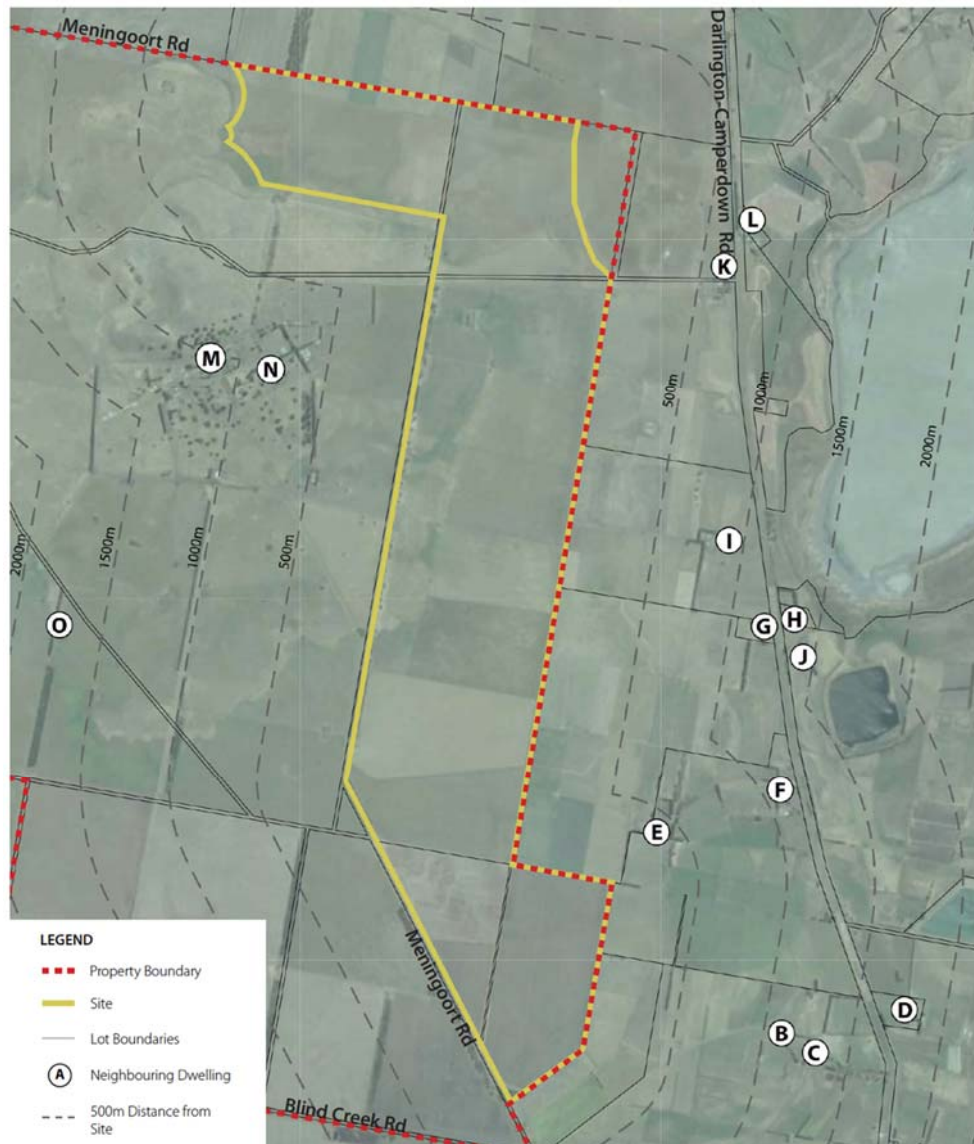 Meningoort Rd
Darlington-Camperdown Rd
L
K
M
N
500m
1000m
1500m
2000m
2000m
1500m
1000m
500m
I
O
G
H
J
F
E
Meningoort Rd
D
B
C
Blind Creek Rd
LEGEND
Property Boundary
Site
Lot Boundaries
A Neighbouring Dwelling
500m Distance from
Site